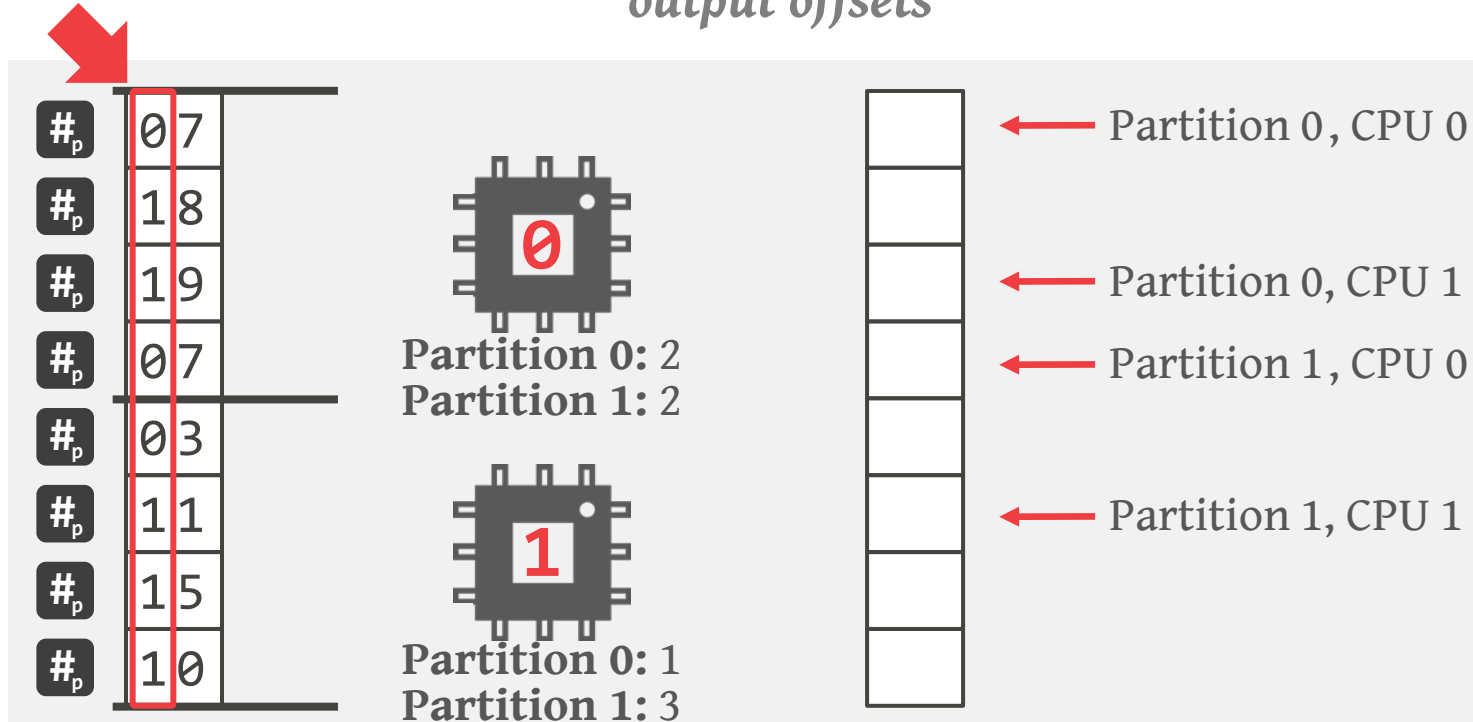 output offsets
#p 07
#p 18
#p 19
#p 07
#p 03
#p 11
#p 15
#p 10
0
Partition 0: 2
Partition 1: 2
1
Partition 0: 1
Partition 1: 3
Partition 0, CPU 0
Partition 0, CPU 1
Partition 1, CPU 0
Partition 1, CPU 1